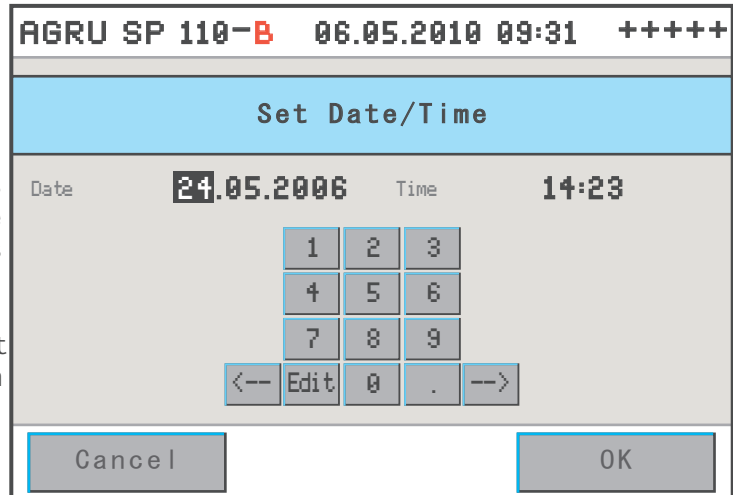 AGRU SP 110-B 06.05.2010 09:31 +++++
Set Date/Time
Date 24.05.2006 Time 14:23
1 2 3
4 5 6
7 8 9
<-- Edit 0 . -->
Cancel OK